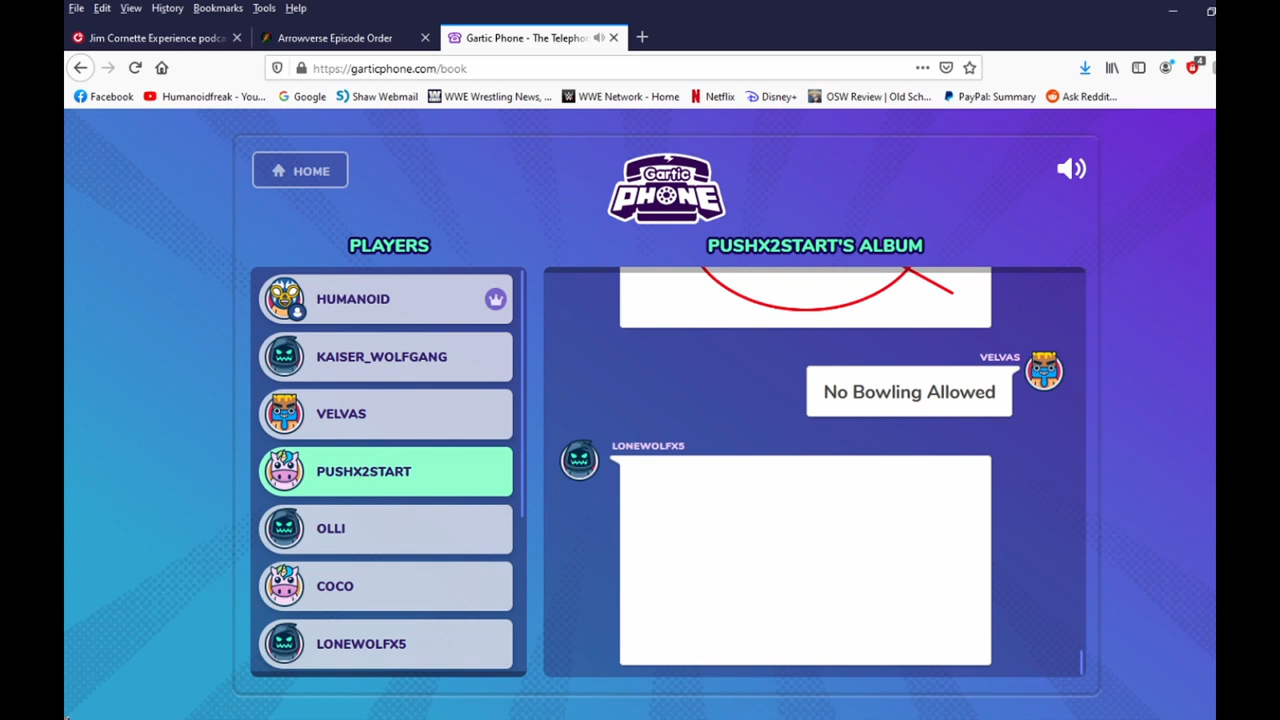 File Edit View History Bookmarks Tools Help
Jim Cornette Experience podca Arrowverse Episode Order Gartic Phone - The Telephon
https://garticphone.com/book
4
Facebook Humanoidfreak - You... Google Shaw Webmail WWE Wrestling News, ... WWE Network - Home Netflix Disney+ OSW Review | Old Sch... PayPal: Summary Ask Reddit...
HOME
Gartic
PHONE
PLAYERS
PUSHX2START'S ALBUM
HUMANOID
KAISER_WOLFGANG
VELVAS
PUSHX2START
OLLI
COCO
LONEWOLFX5
VELVAS
No Bowling Allowed
LONEWOLFX5